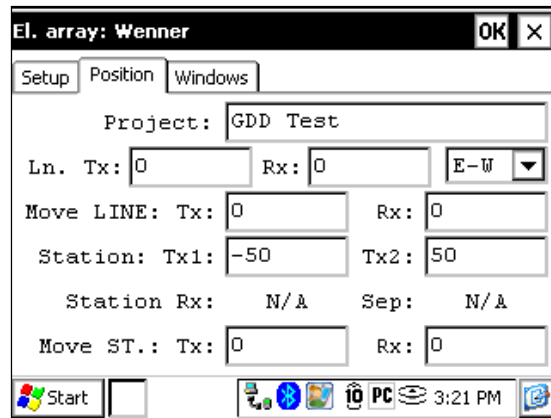 El. array: Wenner OK ×
Setup Position Windows
Project: GDD Test
Ln. Tx: 0 Rx: 0 E-W
Move LINE: Tx: 0 Rx: 0
Station: Tx1: -50 Tx2: 50
Station Rx: N/A Sep: N/A
Move ST.: Tx: 0 Rx: 0
Start PC 3:21 PM